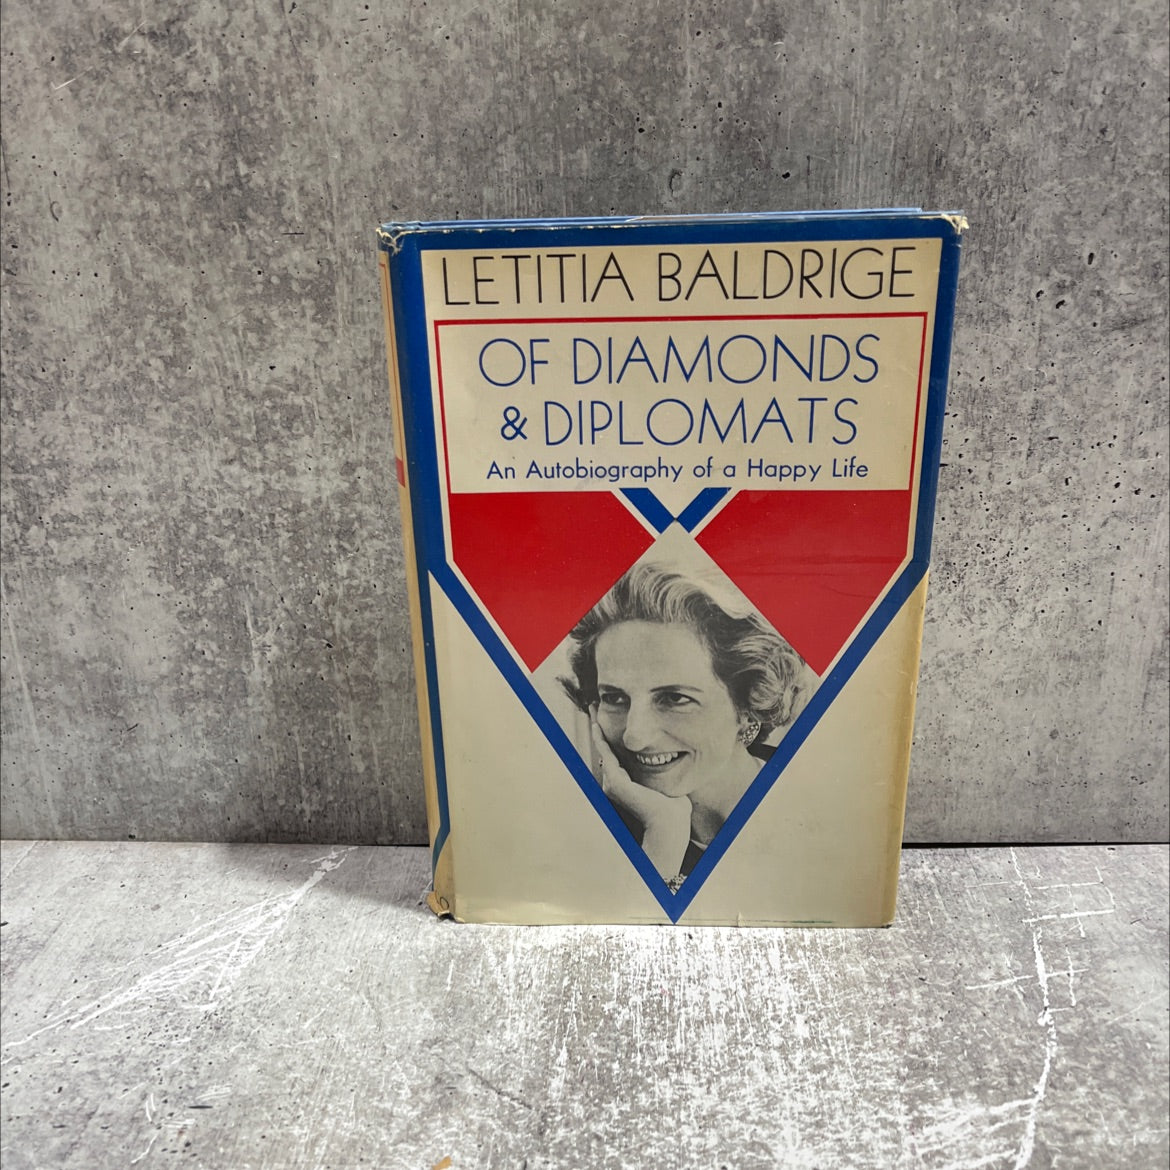 LETITIA BALDRIGE
OF DIAMONDS
& DIPLOMATS
An Autobiography of a Happy Life